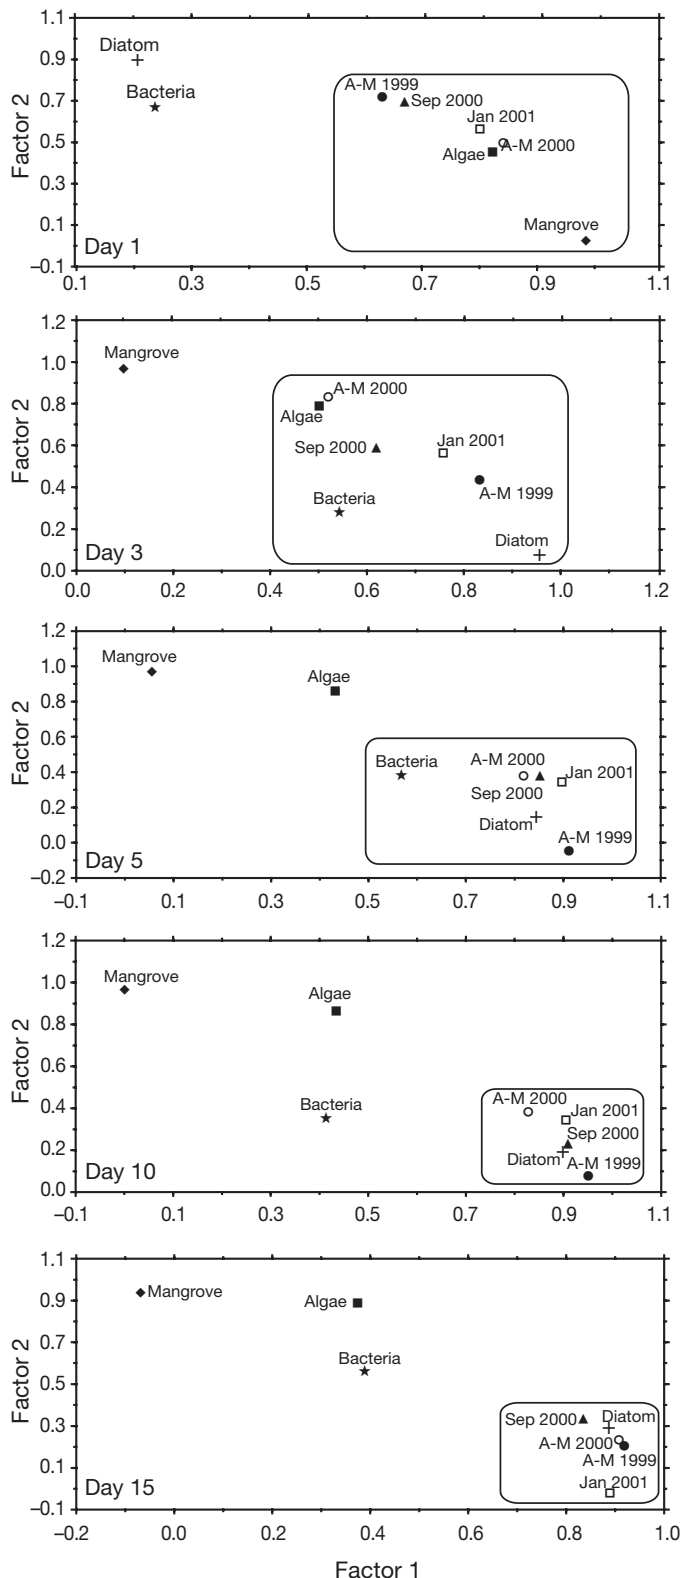 1.1
Diatom
0.9
A-M 1999
Bacteria
Sep 2000
0.7
Jan 2001
0.5
A-M 2000
Algae
0.3
0.1
Mangrove
Day 1
–0.1
0.1 0.3 0.5 0.7 0.9 1.1
Factor 2
1.2
Mangrove
1.0
A-M 2000
0.8
Algae
Jan 2001
0.6
Sep 2000
0.4
A-M 1999
Bacteria
0.2
Diatom
Day 3
0.0
0.0 0.2 0.4 0.6 0.8 1.0 1.2
Factor 2
1.2
Mangrove
1.0
Algae
0.8
0.6
A-M 2000
Bacteria
Jan 2001
0.4
Sep 2000
0.2
Diatom
A-M 1999
0.0
Day 5
–0.2
–0.1 0.1 0.3 0.5 0.7 0.9 1.1
Factor 2
1.2
Mangrove
1.0
Algae
0.8
0.6
A-M 2000
Bacteria
Jan 2001
0.4
Sep 2000
0.2
Diatom
A-M 1999
Day 10
0.0
–0.1 0.1 0.3 0.5 0.7 0.9 1.1
Factor 2
1.1
Mangrove
0.9
Algae
0.7
Bacteria
0.5
Sep 2000
Diatom
0.3
A-M 2000
A-M 1999
0.1
Jan 2001
Day 15
–0.1
–0.2 0.0 0.2 0.4 0.6 0.8 1.0
Factor 2
Factor 1